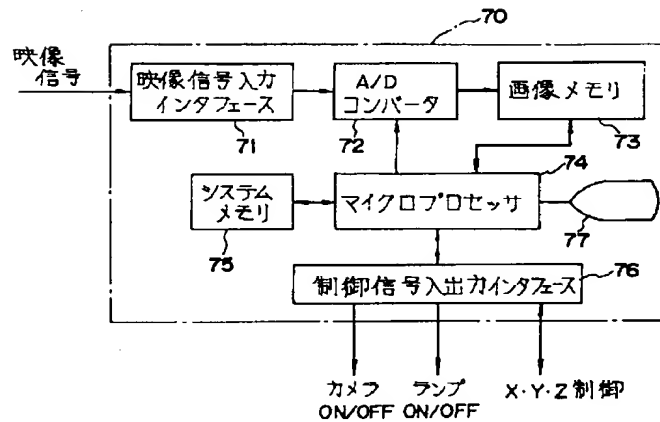 70
映像
信号
映像信号入力
インタフェース
71
A/D
コンバータ
72
画像メモリ
73
74
システム
メモリ
75
マイクロプロセッサ
77
制御信号入出力インタフェース
76
カメラ
ON/OFF
ランプ
ON/OFF
X・Y・Z制御